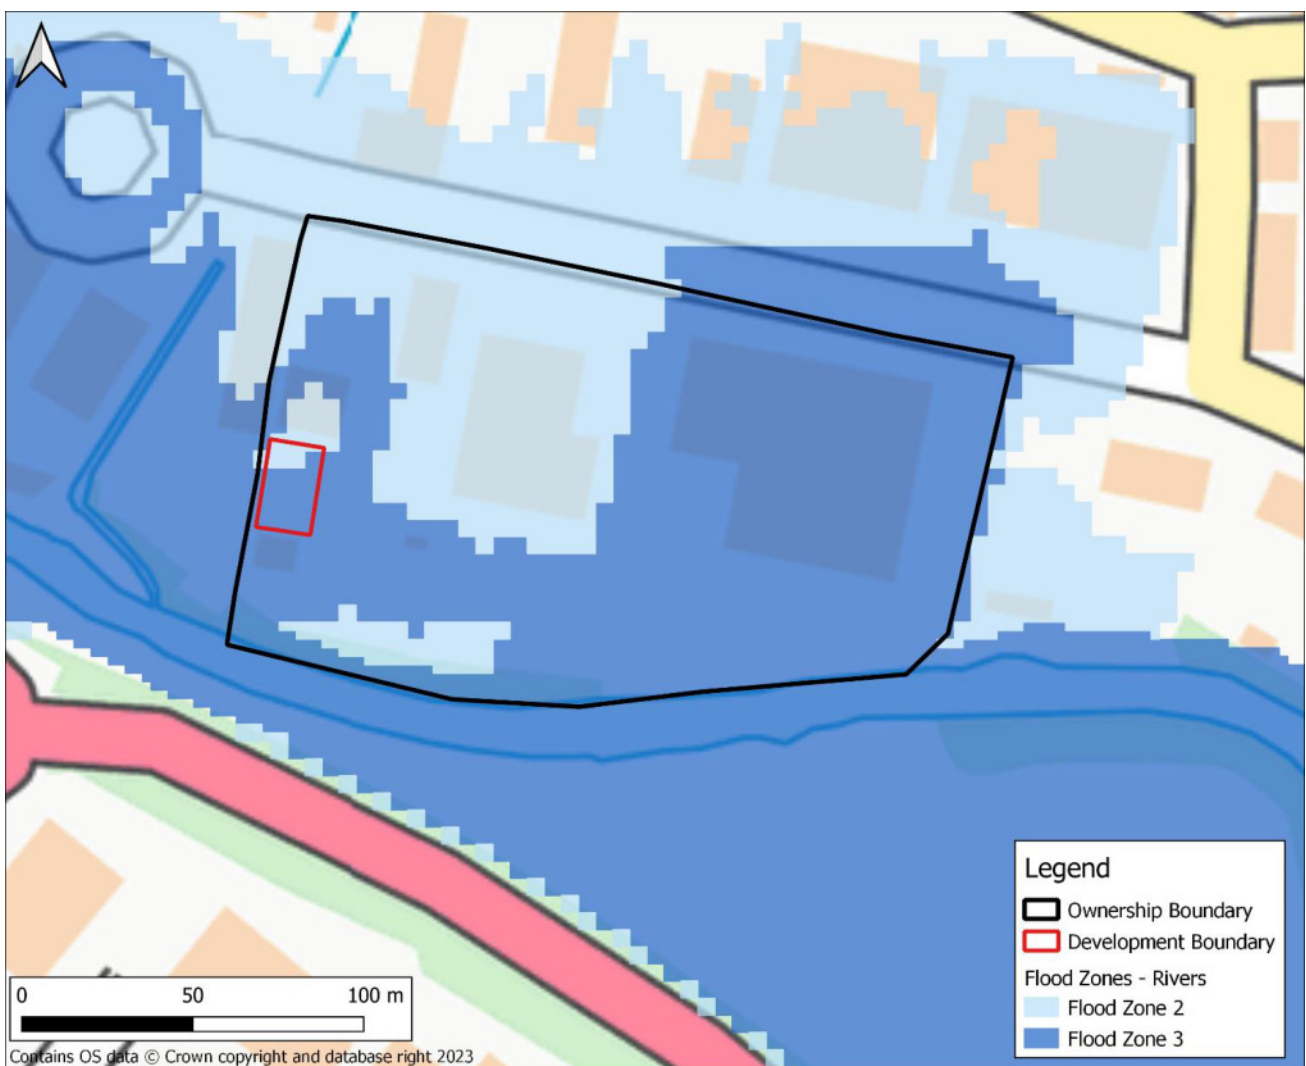 Legend
Ownership Boundary
Development Boundary
Flood Zones - Rivers
Flood Zone 2
Flood Zone 3
0 50 100 m
Contains OS data © Crown copyright and database right 2023